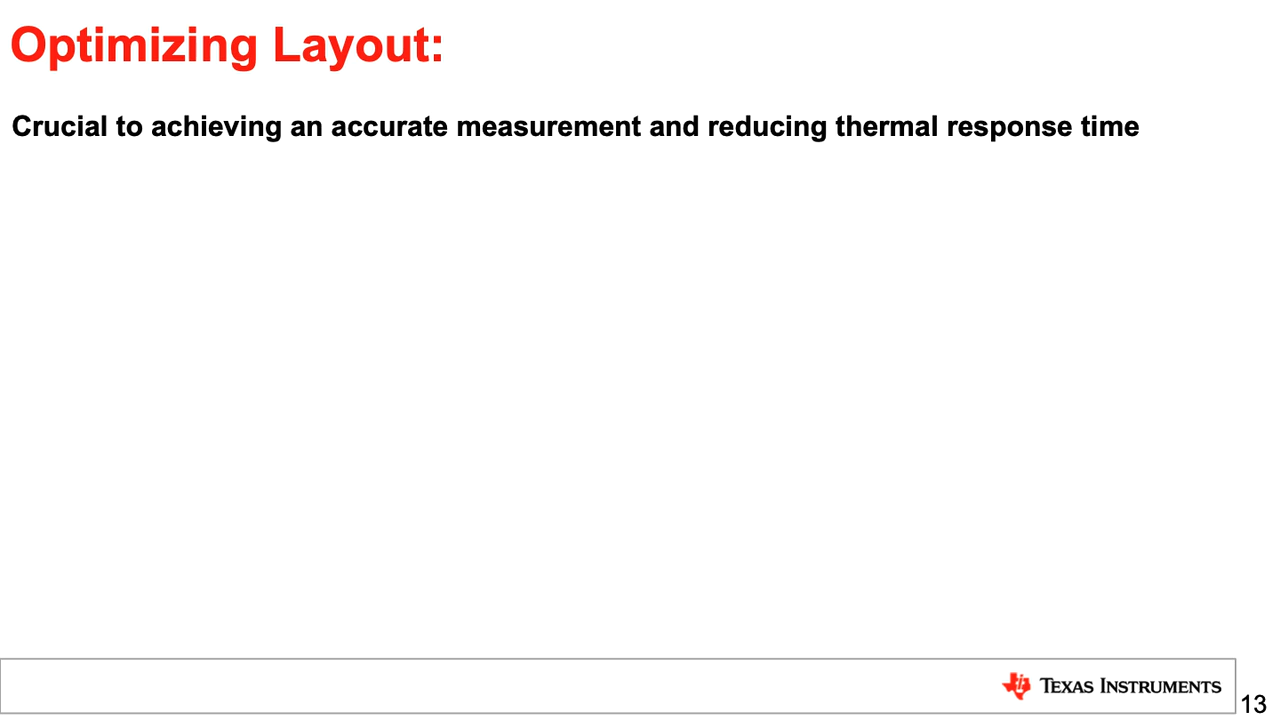 Optimizing Layout:
Crucial to achieving an accurate measurement and reducing thermal response time
TEXAS INSTRUMENTS
13